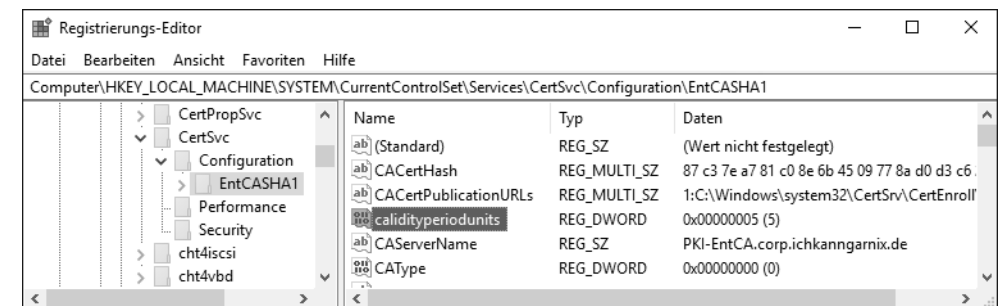 Registrierungs-Editor
Datei Bearbeiten Ansicht Favoriten Hilfe
Computer\HKEY_LOCAL_MACHINE\SYSTEM\CurrentControlSet\Services\CertSvc\Configuration\EntCASHA1
CertPropSvc
CertSvc
Configuration
EntCASHA1
Performance
Security
cht4iscsi
cht4vbd
Name Typ Daten
(Standard) REG_SZ (Wert nicht festgelegt)
CACertHash REG_MULTI_SZ 87 c3 7e a7 81 c0 8e 6b 45 09 77 8a d0 d3 c6
CACertPublicationURLs REG_MULTI_SZ 1:C:\Windows\system32\CertSrv\CertEnroll
calidityperiodunits REG_DWORD 0x00000005 (5)
CAServerName REG_SZ PKI-EntCA.corp.ichkanngarnix.de
CAType REG_DWORD 0x00000000 (0)